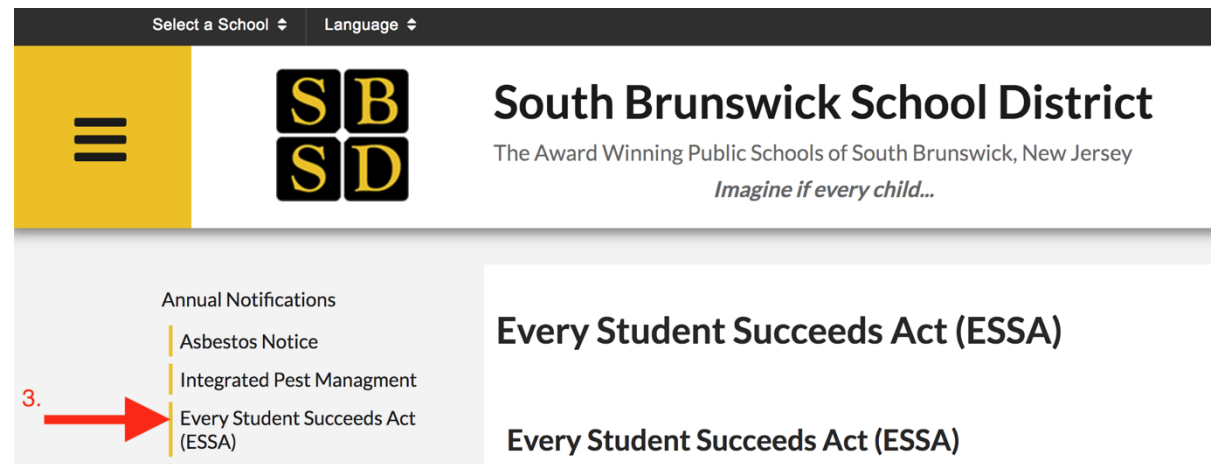 Select a School Language
S B
S D
South Brunswick School District
The Award Winning Public Schools of South Brunswick, New Jersey
Imagine if every child...
Annual Notifications
Asbestos Notice
Integrated Pest Managment
3.
Every Student Succeeds Act
(ESSA)
Every Student Succeeds Act (ESSA)
Every Student Succeeds Act (ESSA)